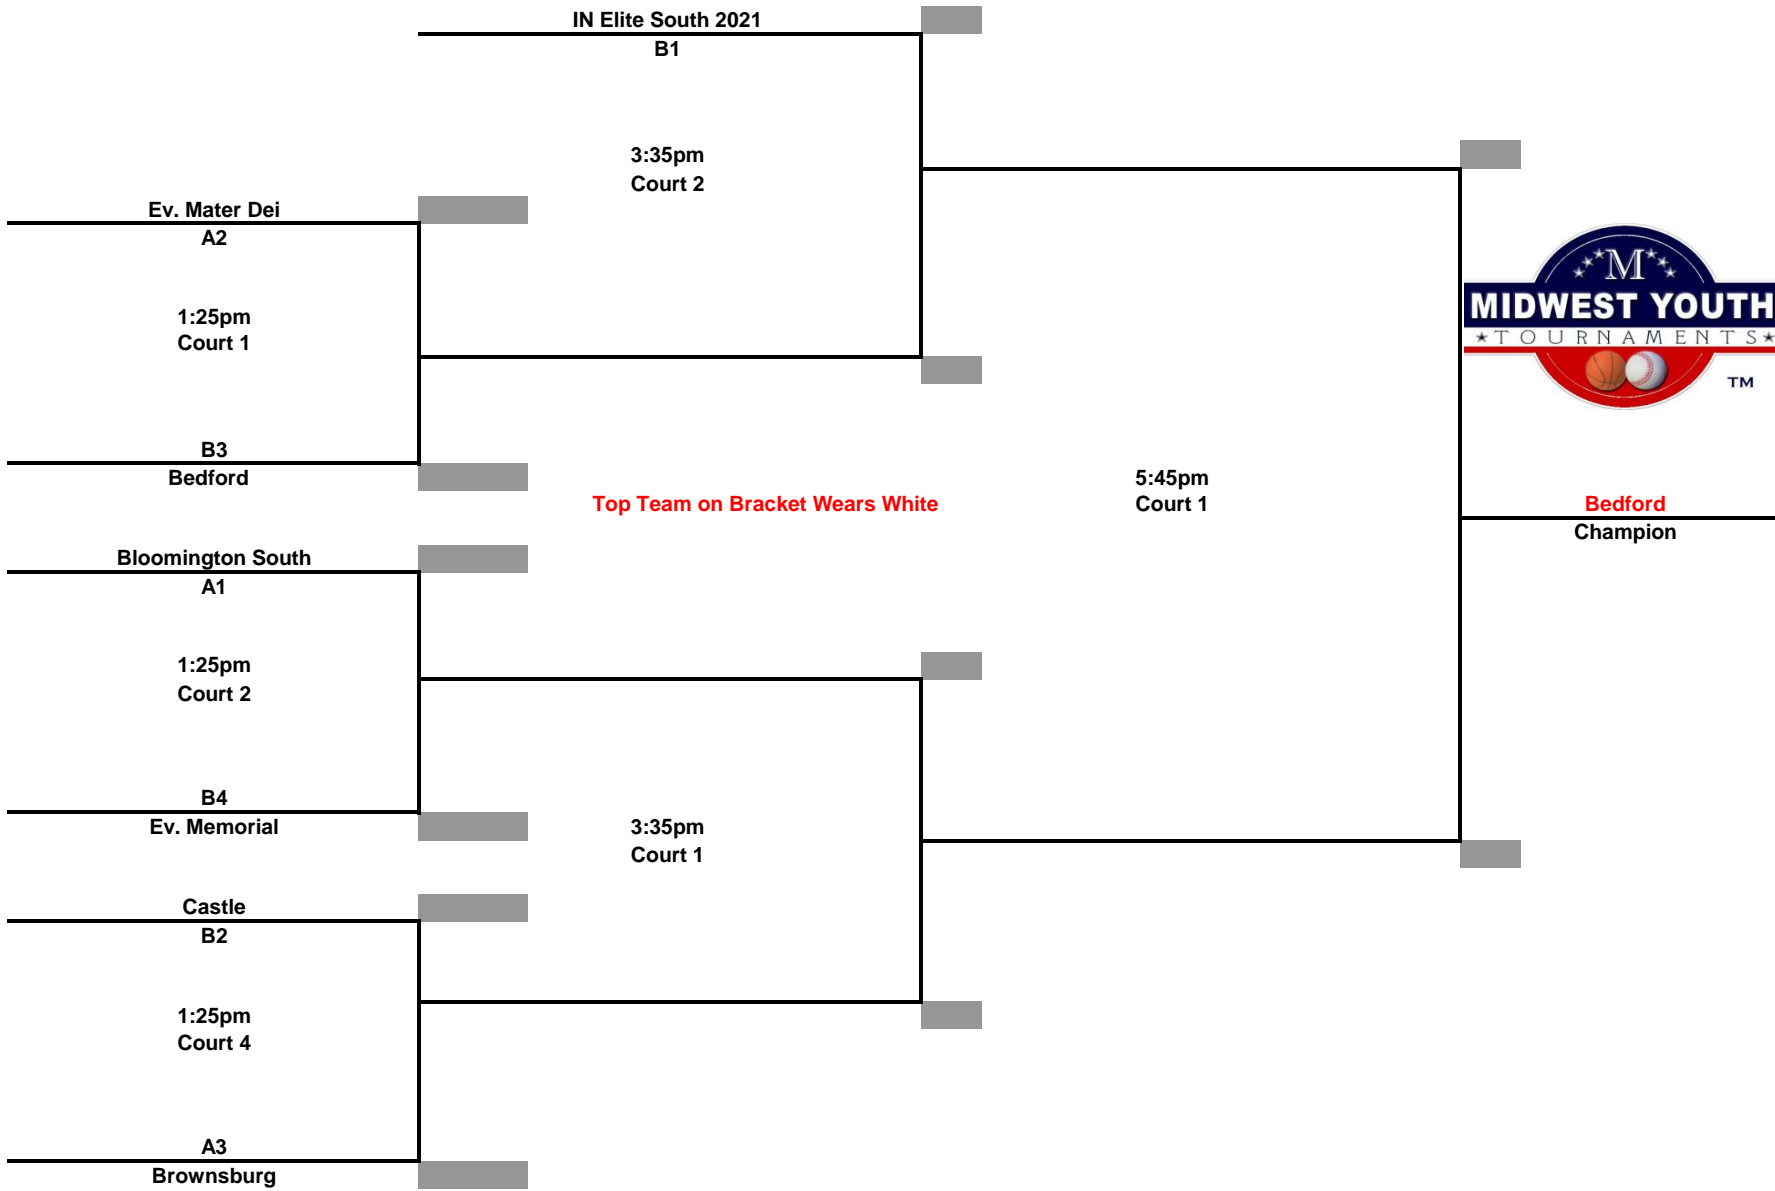 IN Elite South 2021
B1
3:35pm
Court 2
Ev. Mater Dei
A2
1:25pm
Court 1
B3
Bedford
M
MIDWEST YOUTH
★TOURNAMENTS★
TM
Top Team on Bracket Wears White
5:45pm
Court 1
Bedford
Champion
Bloomington South
A1
1:25pm
Court 2
B4
Ev. Memorial
3:35pm
Court 1
Castle
B2
1:25pm
Court 4
A3
Brownsburg